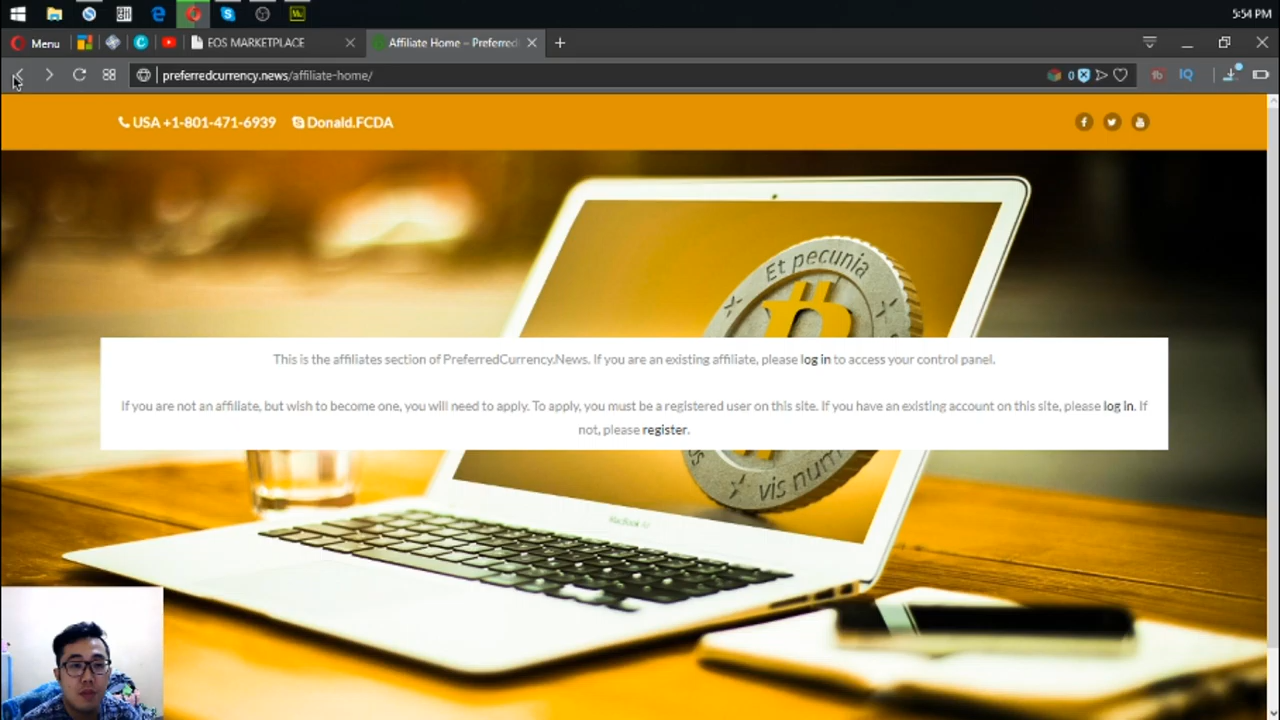 5:54 PM
Menu
EOS MARKETPLACE
Affiliate Home – Preferred
preferredcurrency.news/affiliate-home/
0
IQ
USA +1-801-471-6939 Donald.FCDA
Et pecunia
This is the affiliates section of PreferredCurrency.News. If you are an existing affiliate, please log in to access your control panel.
If you are not an affiliate, but wish to become one, you will need to apply. To apply, you must be a registered user on this site. If you have an existing account on this site, please log in. If
not, please register.
vis num
MacBook Air